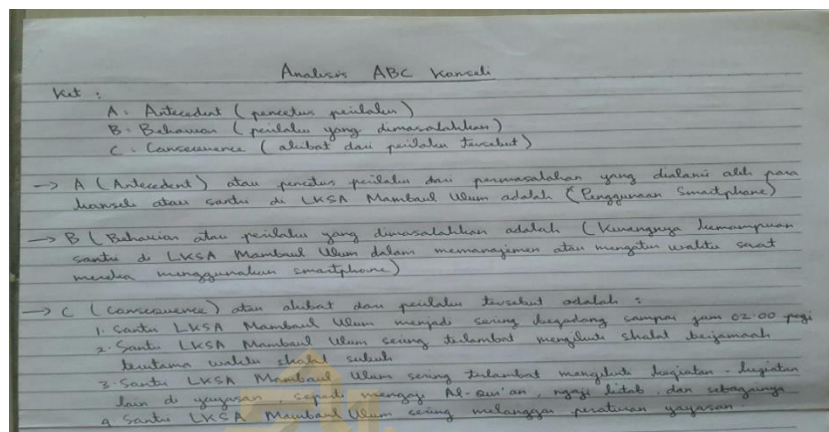 Analisis ABC Konseli
Ket :
A : Antecedent ( pencetus perilaku )
B : Behavior ( perilaku yang dimasalahkan )
C : Consequence ( akibat dari perilaku tersebut )
→ A ( Antecedent ) atau pencetus perilaku dari permasalahan yang dialami oleh para
konseli atau santri di LKSA Mambaul Ulum adalah ( Penggunaan Smartphone )
→ B ( Behavior atau perilaku yang dimasalahkan adalah ( Kurangnya kemampuan
santri di LKSA Mambaul Ulum dalam memanajimen atau mengatur waktu saat
mereka menggunakan smartphone )
→ C ( Consequence ) atau akibat dari perilaku tersebut adalah :
1. Santri LKSA Mambaul Ulum menjadi sering begadang sampai jam 02.00 pagi
2. Santri LKSA Mambaul Ulum sering terlambat mengikuti shalat berjamaah
terutama waktu shalat subuh
3. Santri LKSA Mambaul Ulum sering terlambat mengikuti kegiatan - kegiatan
lain di yayasan, seperti mengaji Al-Qur'an, ngaji kitab, dan sebagainya
4. Santri LKSA Mambaul Ulum sering melanggar peraturan yayasan